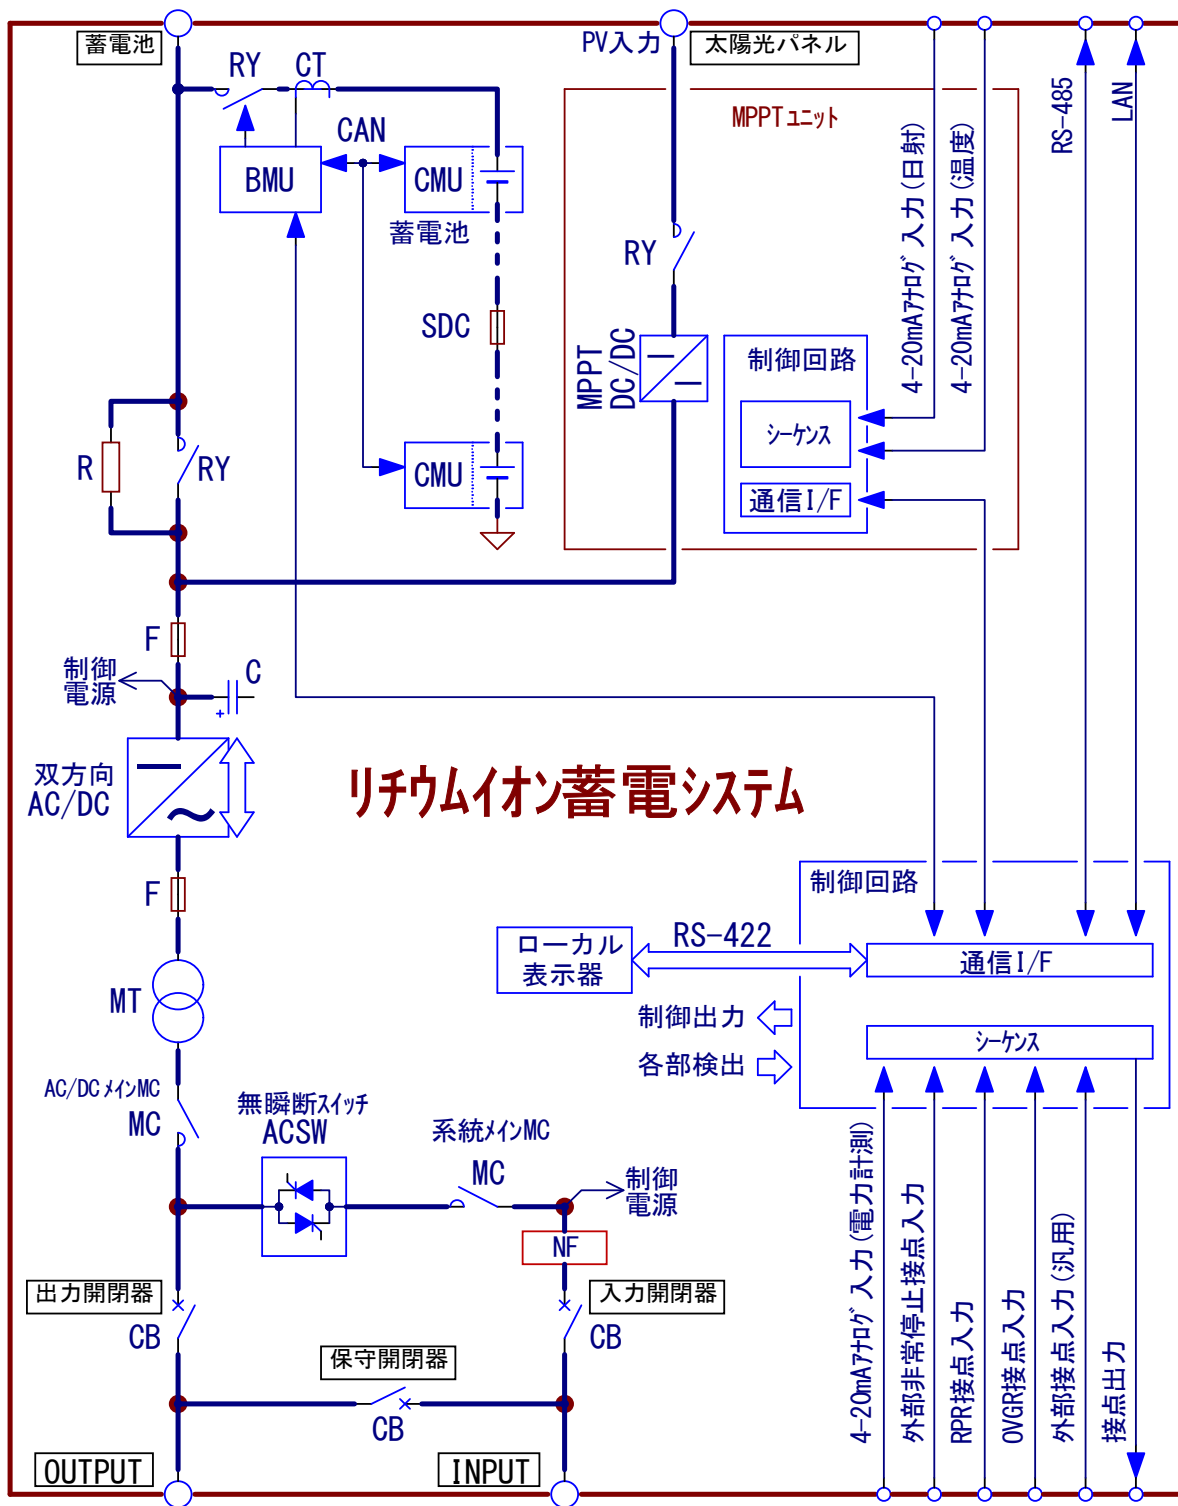 蓄電池
PV入力
太陽光パネル
RY
CT
RS-485
LAN
MPPTユニット
CAN
BMU
CMU
蓄電池
4-20mAアナログ入力(日射)
4-20mAアナログ入力(温度)
RY
SDC
MPPT
DC/DC
制御回路
シーケンス
通信I/F
R
RY
CMU
F
制御
電源
C
双方向
AC/DC
リチウムイオン蓄電システム
F
制御回路
ローカル
表示器
RS-422
通信I/F
MT
制御出力
シーケンス
各部検出
AC/DCメインMC
MC
無瞬断スイッチ
ACSW
系統メインMC
MC
制御
電源
NF
出力開閉器
CB
入力開閉器
CB
保守開閉器
CB
4-20mAアナログ入力(電力計測)
外部非常停止接点入力
RPR接点入力
OVGR接点入力
外部接点入力(汎用)
接点出力
OUTPUT
INPUT